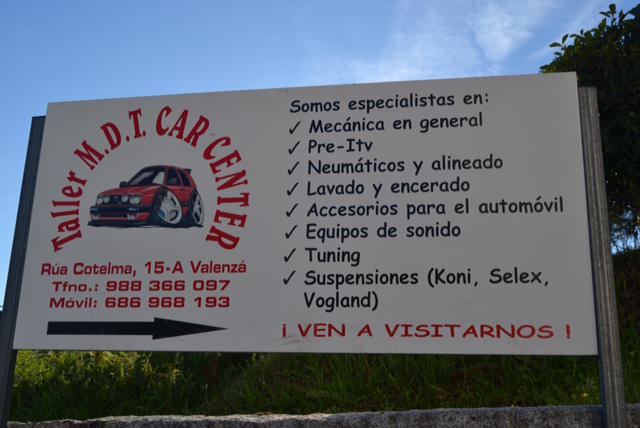 Taller M.D.T. CAR CENTER
Rúa Cotelma, 15-A Valenzá
Tfno.: 988 366 097
Móvil: 686 968 193
Somos especialistas en:
✓ Mecánica en general
✓ Pre-Itv
✓ Neumáticos y alineado
✓ Lavado y encerado
✓ Accesorios para el automóvil
✓ Equipos de sonido
✓ Tuning
✓ Suspensiones (Koni, Selex,
Vogland)
¡ VEN A VISITARNOS !